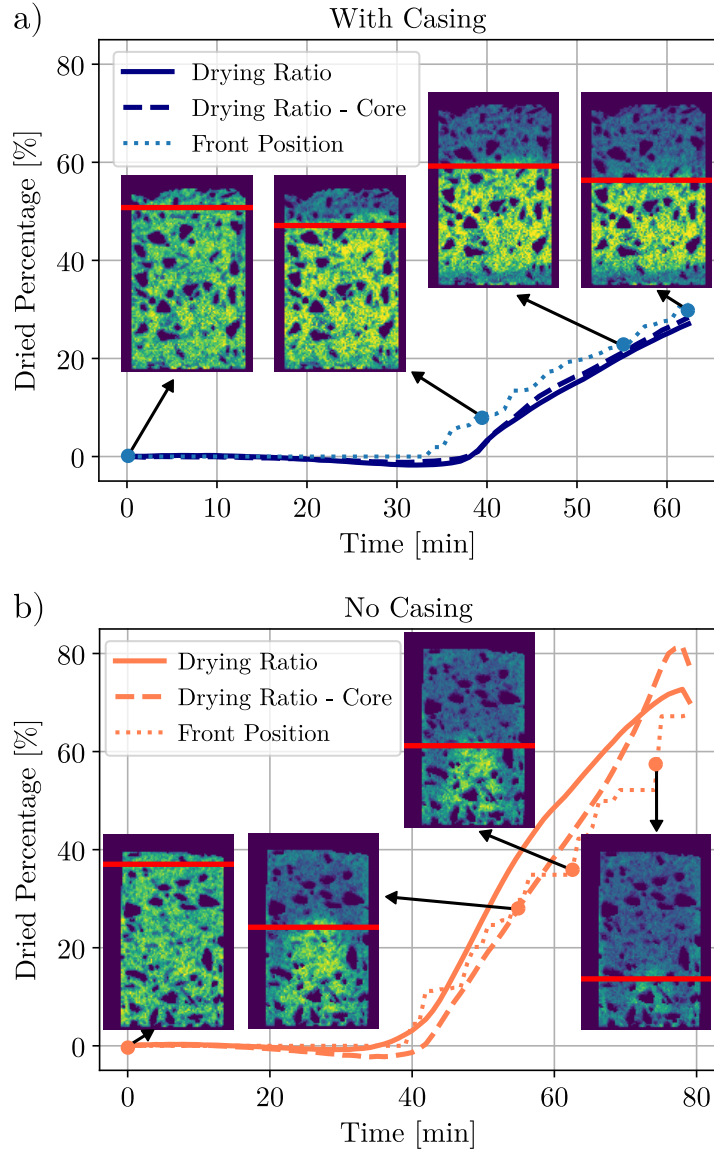 a)
With Casing
Dried Percentage [%]
80
60
40
20
0
Drying Ratio
Drying Ratio - Core
Front Position
0 10 20 30 40 50 60
Time [min]
b)
No Casing
Dried Percentage [%]
80
60
40
20
0
Drying Ratio
Drying Ratio - Core
Front Position
0 20 40 60 80
Time [min]